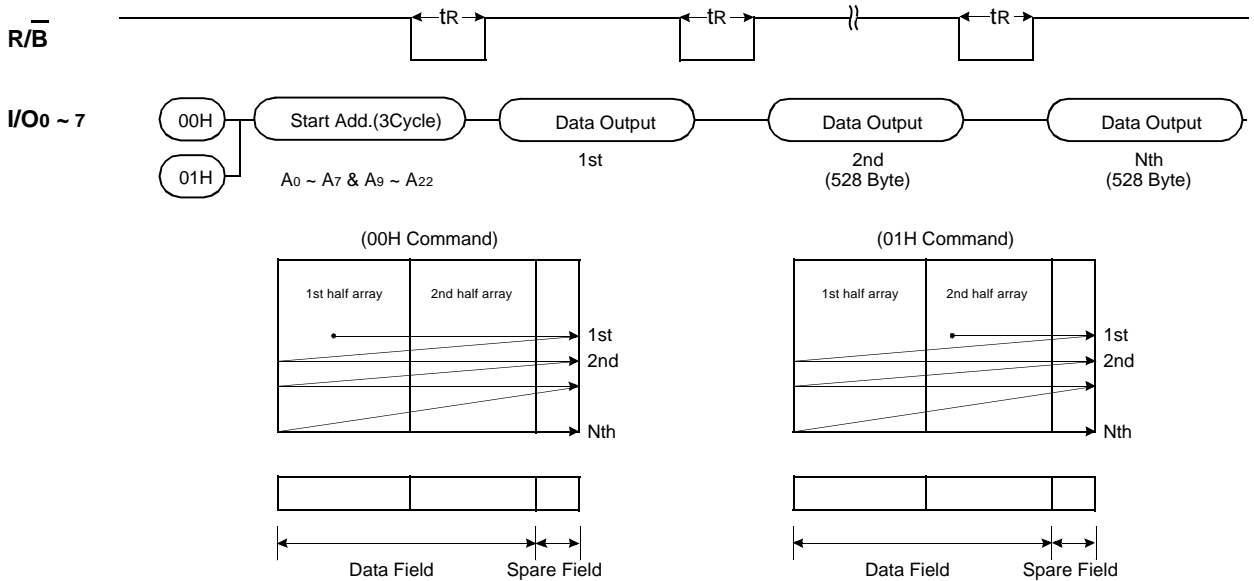 R/B
tR tR tR
I/O0 ~ 7
00H Start Add.(3Cycle) Data Output Data Output Data Output
01H
A0 ~ A7 & A9 ~ A22
1st 2nd Nth
(528 Byte) (528 Byte)
(00H Command) (01H Command)
1st half array 2nd half array 1st half array 2nd half array
1st 1st
2nd 2nd
Nth Nth
Data Field Spare Field Data Field Spare Field